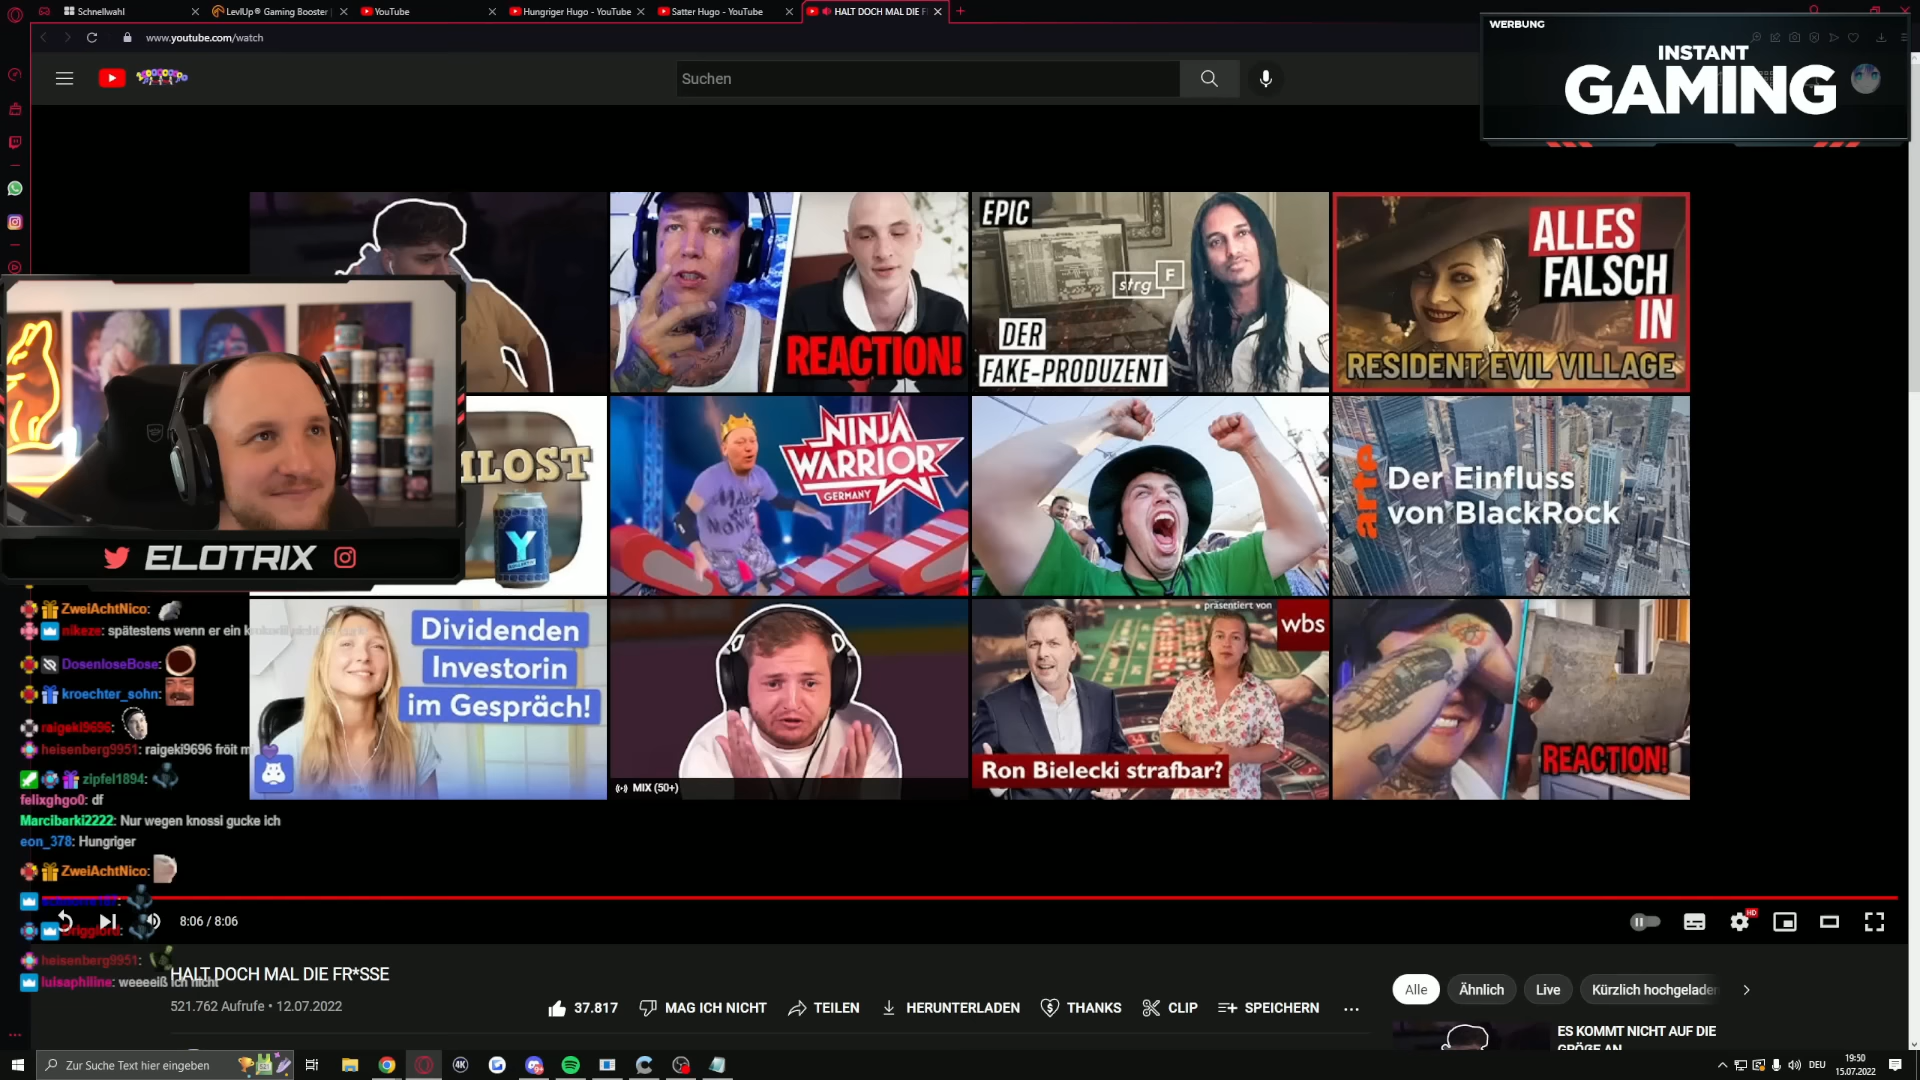 Schnellwahl
LevlUp® Gaming Booster
YouTube
Hungriger Hugo - YouTube
Satter Hugo - YouTube
HALT DOCH MAL DIE F
www.youtube.com/watch
Suchen
WERBUNG
INSTANT
GAMING
REACTION!
EPIC
strg F
DER
FAKE-PRODUZENT
ALLES
FALSCH
IN
RESIDENT EVIL VILLAGE
NINJA
WARRIOR
GERMANY
arte
Der Einfluss
von BlackRock
ELOTRIX
Dividenden
Investorin
im Gespräch!
MIX (50+)
präsentiert von
wbs
Ron Bielecki strafbar?
REACTION!
ZweiAchtNico:
nikeze: spätestens wenn er ein
DosenloseBose:
kroechter_sohn:
raigeki9696:
heisenberg9951: raigeki9696 fröit mi
zipfel1894:
felixghgo0: df
Marcibarki2222: Nur wegen knossi gucke ich
eon_378: Hungriger
ZweiAchtNico:
heisenberg9951:
luisaphiline: weeeeiß ich nicht
8:06 / 8:06
HD
HALT DOCH MAL DIE FR*SSE
521.762 Aufrufe • 12.07.2022
37.817
MAG ICH NICHT
TEILEN
HERUNTERLADEN
THANKS
CLIP
SPEICHERN
Alle
Ähnlich
Live
Kürzlich hochgeladen
ES KOMMT NICHT AUF DIE
GRÖßE AN
Zur Suche Text hier eingeben
4K
DEU
19:50
15.07.2022